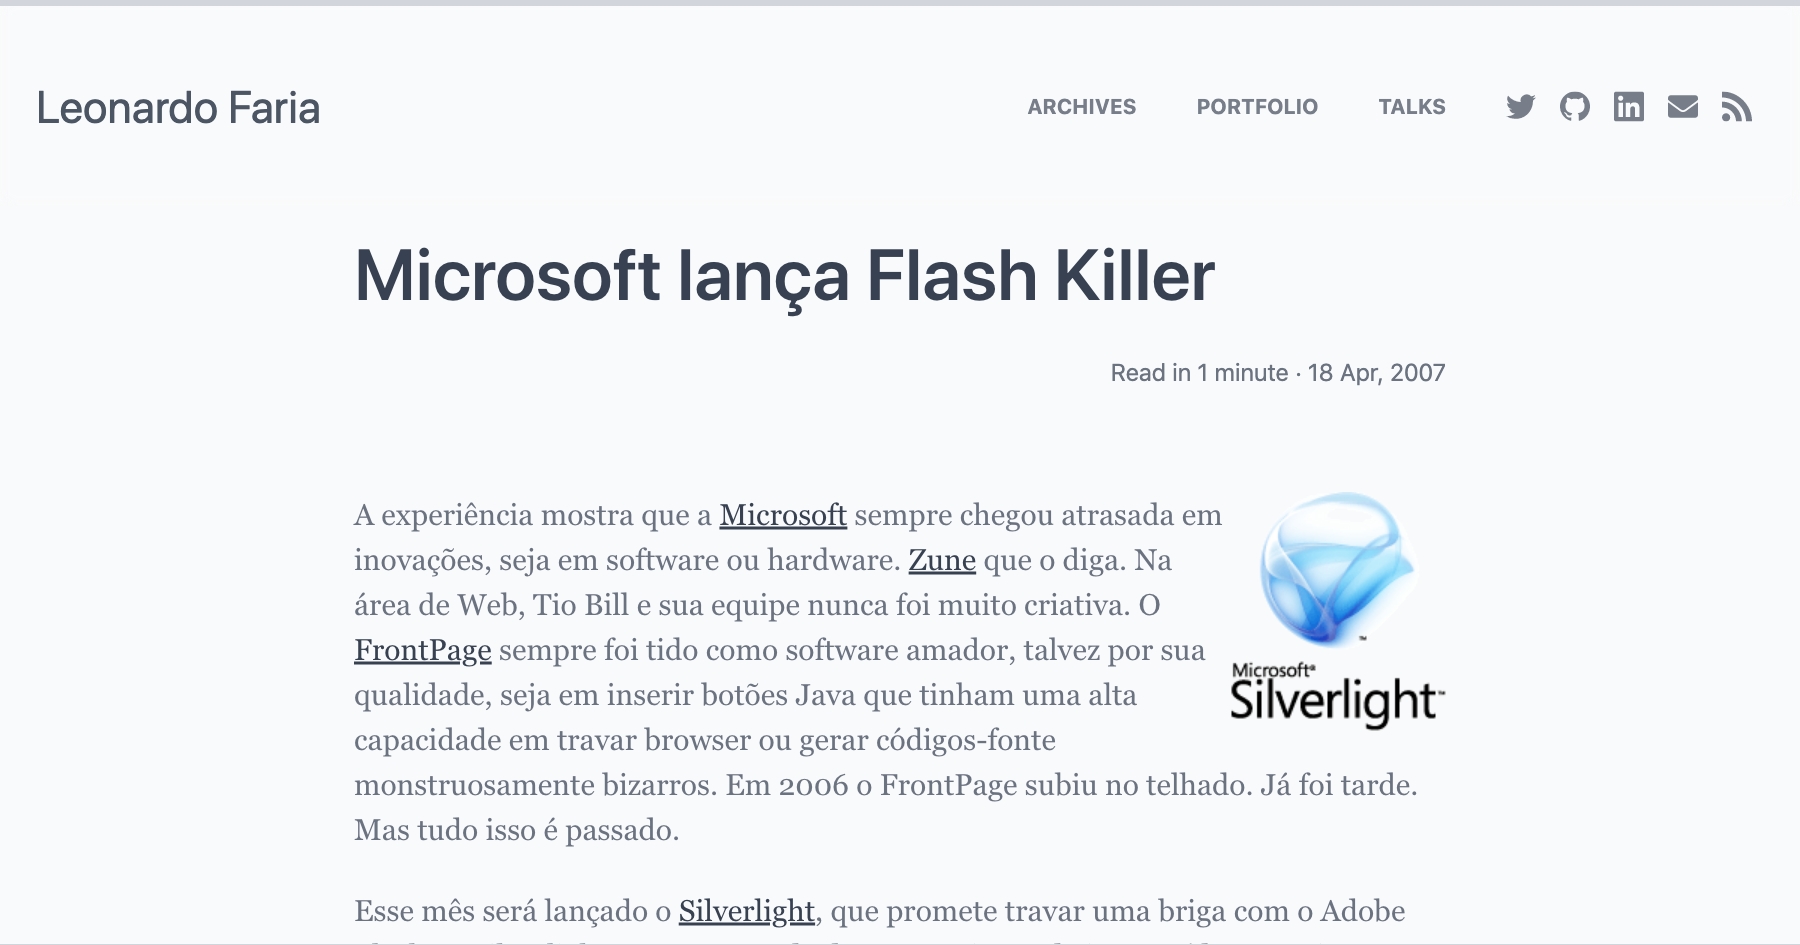 Leonardo Faria
ARCHIVES
PORTFOLIO
TALKS
Microsoft lança Flash Killer
Read in 1 minute · 18 Apr, 2007
A experiência mostra que a Microsoft sempre chegou atrasada em
inovações, seja em software ou hardware. Zune que o diga. Na
área de Web, Tio Bill e sua equipe nunca foi muito criativa. O
FrontPage sempre foi tido como software amador, talvez por sua
qualidade, seja em inserir botões Java que tinham uma alta
capacidade em travar browser ou gerar códigos-fonte
monstruosamente bizarros. Em 2006 o FrontPage subiu no telhado. Já foi tarde.
Mas tudo isso é passado.
Microsoft®
Silverlight™
Esse mês será lançado o Silverlight, que promete travar uma briga com o Adobe